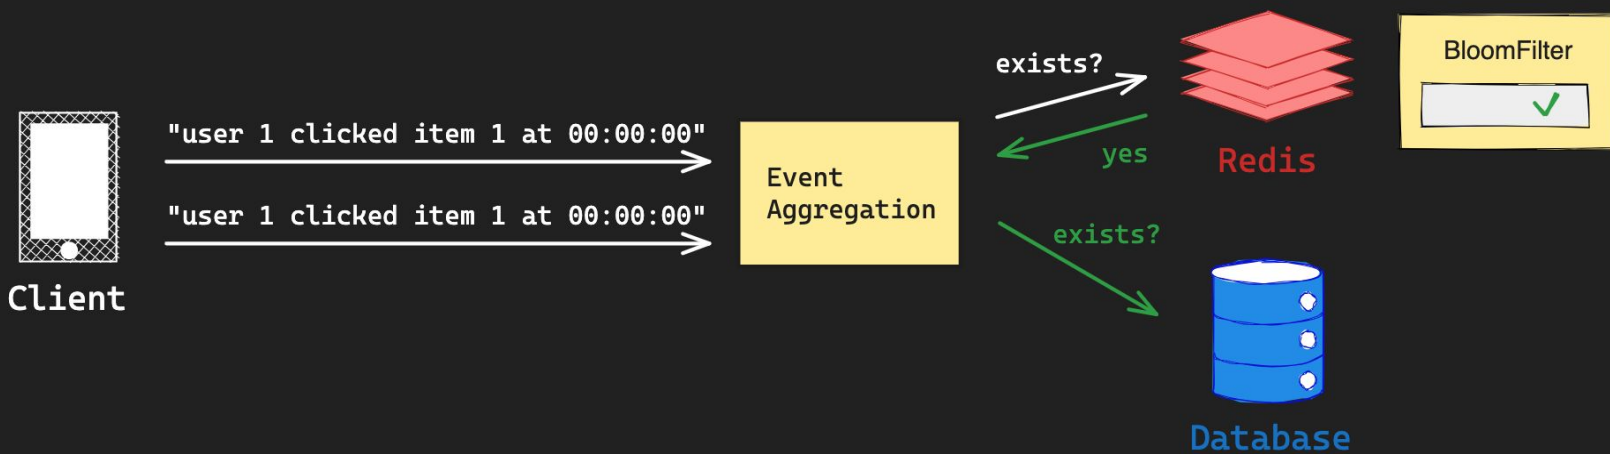 "user 1 clicked item 1 at 00:00:00"
"user 1 clicked item 1 at 00:00:00"
Client
Event
Aggregation
exists?
yes
exists?
Redis
BloomFilter
Database